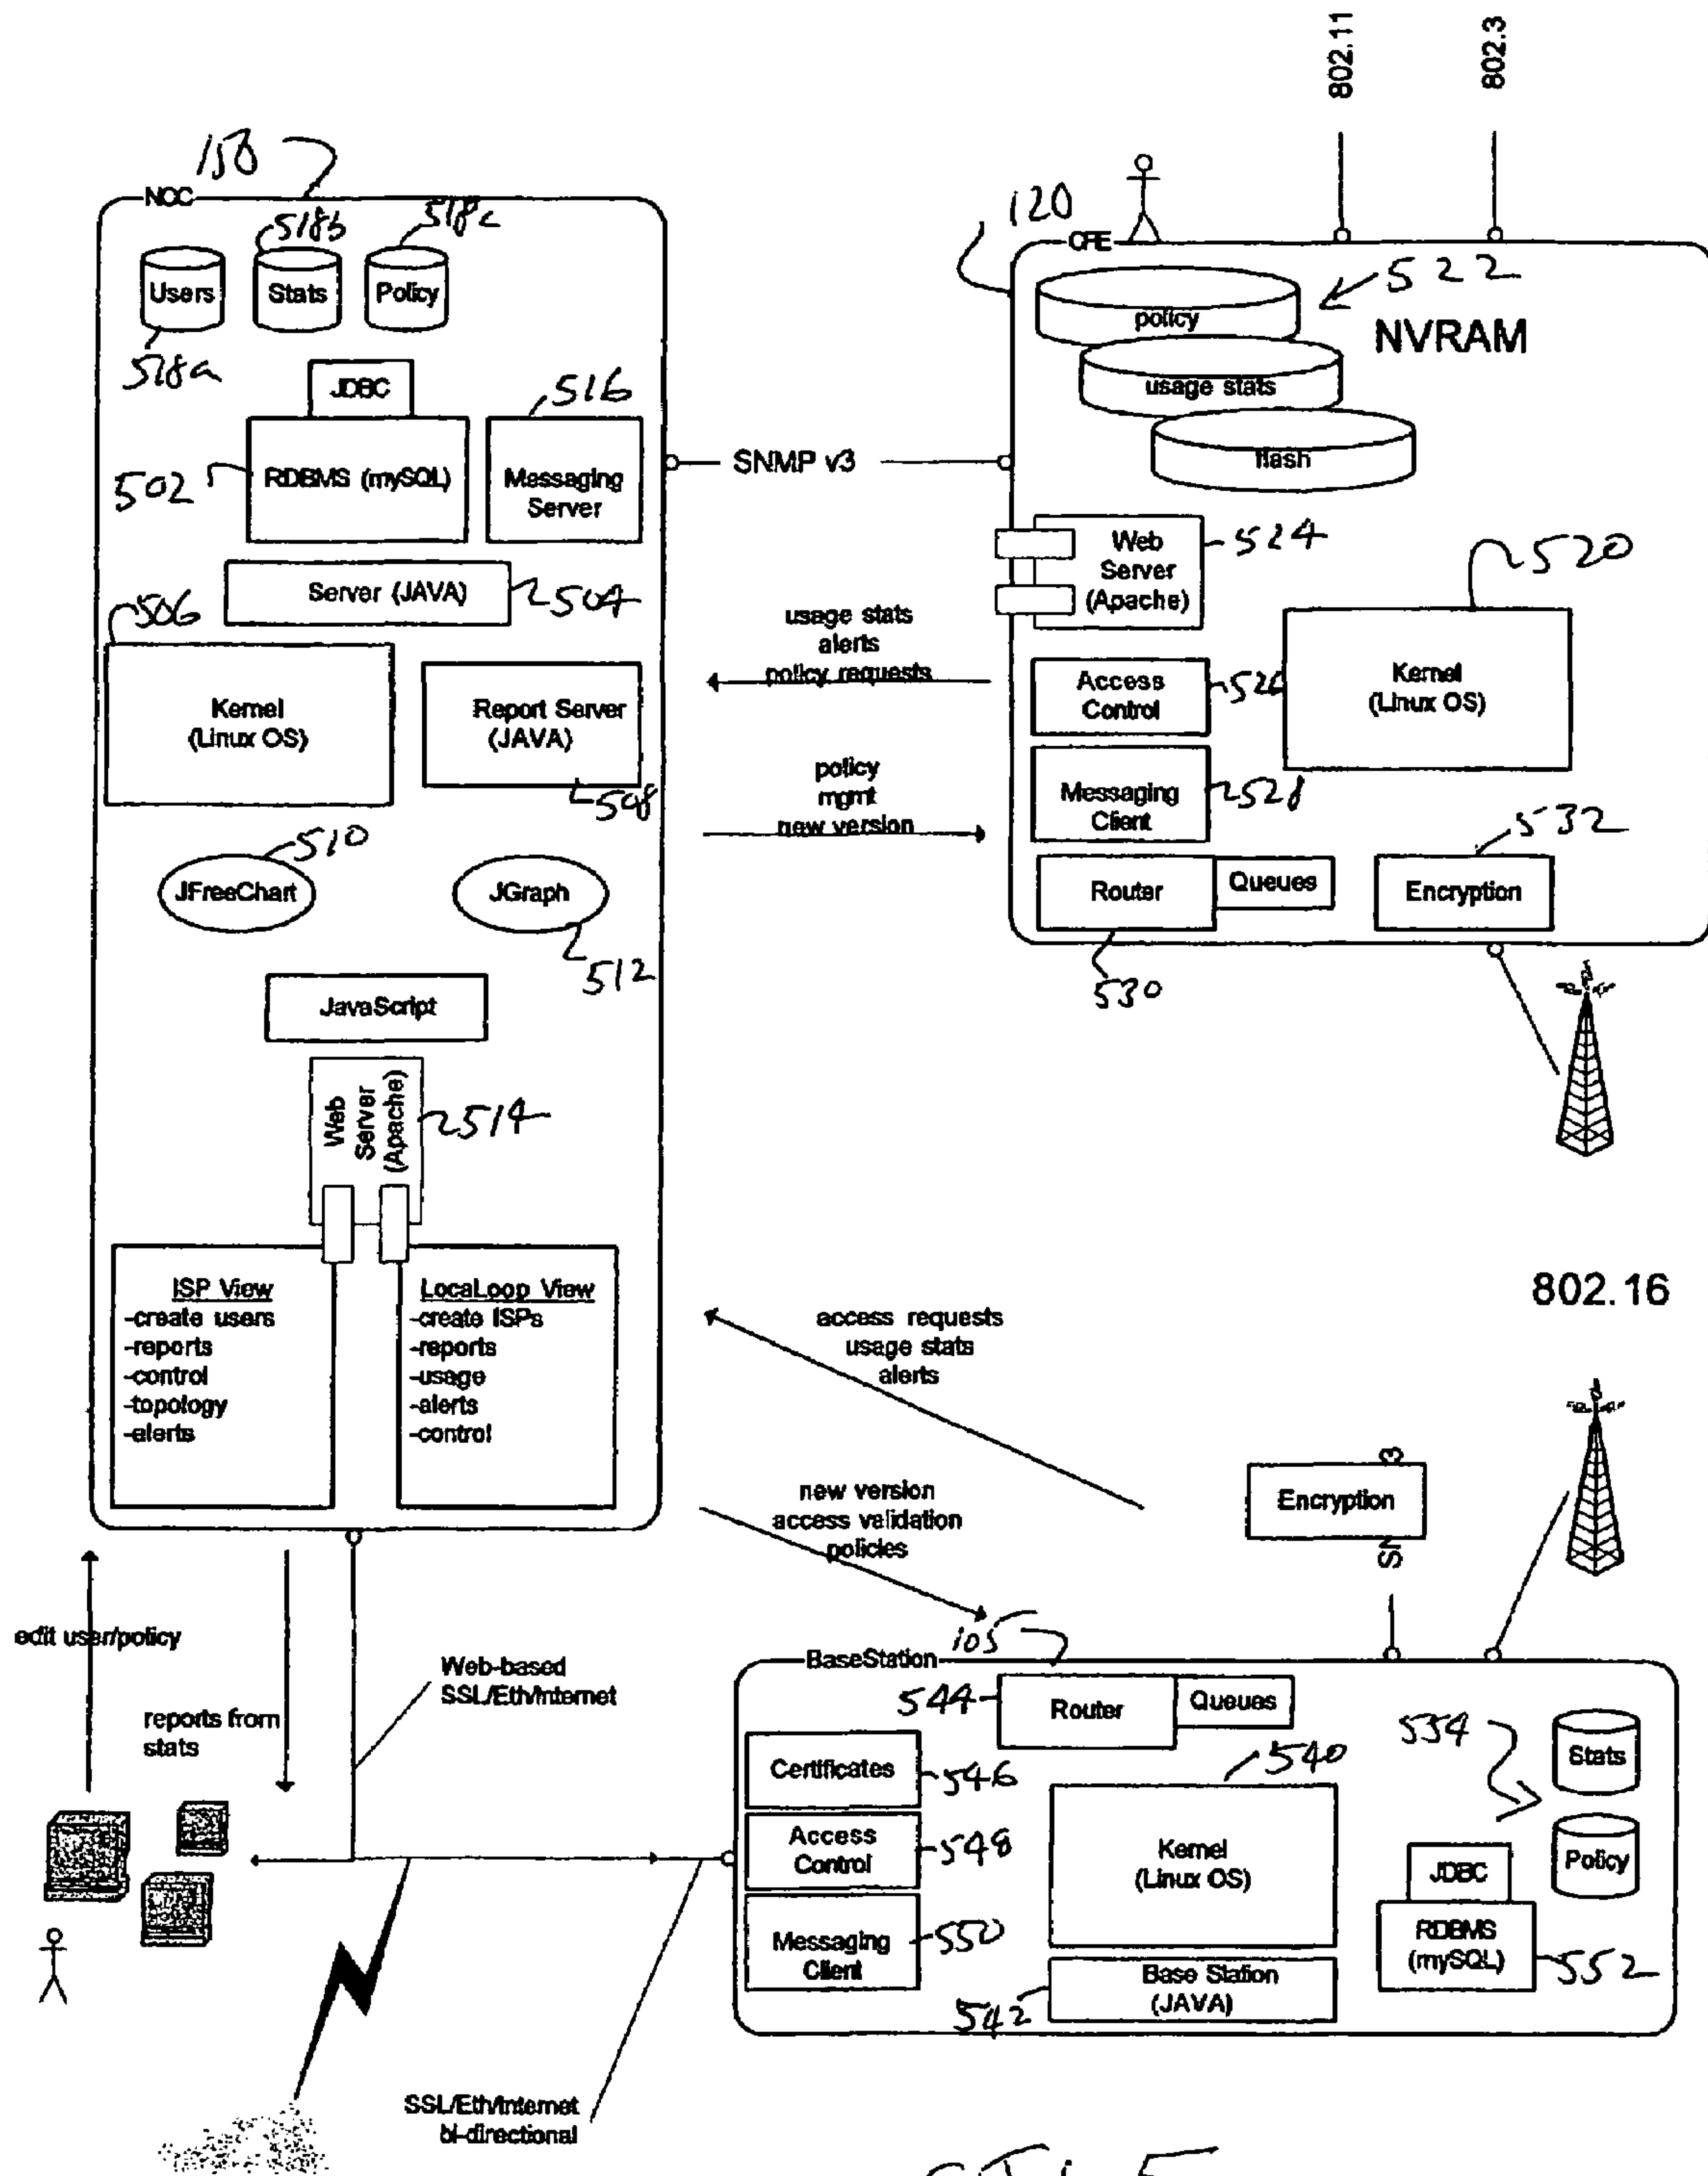 802.11
802.3
150
NOC
518b
518c
Users
Stats
Policy
518a
JDBC
516
RDBMS (mySQL)
502
Messaging
Server
Server (JAVA)
504
506
Kernel
(Linux OS)
Report Server
(JAVA)
508
510
JFreeChart
JGraph
512
JavaScript
Web
Server
(Apache)
514
ISP View
-create users
-reports
-control
-topology
-alerts
LocaLoop View
-create ISPs
-reports
-usage
-alerts
-control
SNMP v3
usage stats
alerts
policy requests
policy
mgmt
new version
120
CPE
522
policy
NVRAM
usage stats
flash
Web
Server
(Apache)
524
520
Access
Control
526
Kernel
(Linux OS)
Messaging
Client
528
532
Router
Queues
Encryption
530
802.16
access requests
usage stats
alerts
new version
access validation
policies
Encryption
3
SN
edit user/policy
reports from
stats
Web-based
SSL/Eth/Internet
BaseStation
105
544
Router
Queues
554
Stats
Certificates
546
540
Access
Control
548
Kernel
(Linux OS)
Policy
JDBC
Messaging
Client
550
RDBMS
(mySQL)
552
Base Station
(JAVA)
542
SSL/Eth/Internet
bi-directional